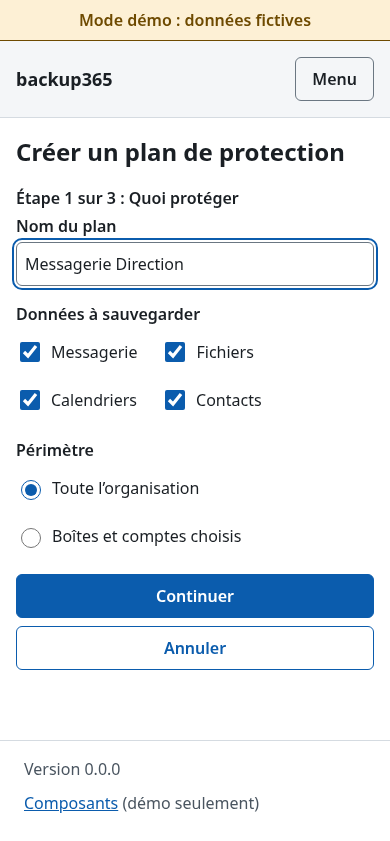 Mode démo : données fictives
backup365
Menu
Créer un plan de protection
Étape 1 sur 3 : Quoi protéger
Nom du plan
Messagerie Direction
Données à sauvegarder
Messagerie
Fichiers
Calendriers
Contacts
Périmètre
Toute l’organisation
Boîtes et comptes choisis
Continuer
Annuler
Version 0.0.0
Composants (démo seulement)